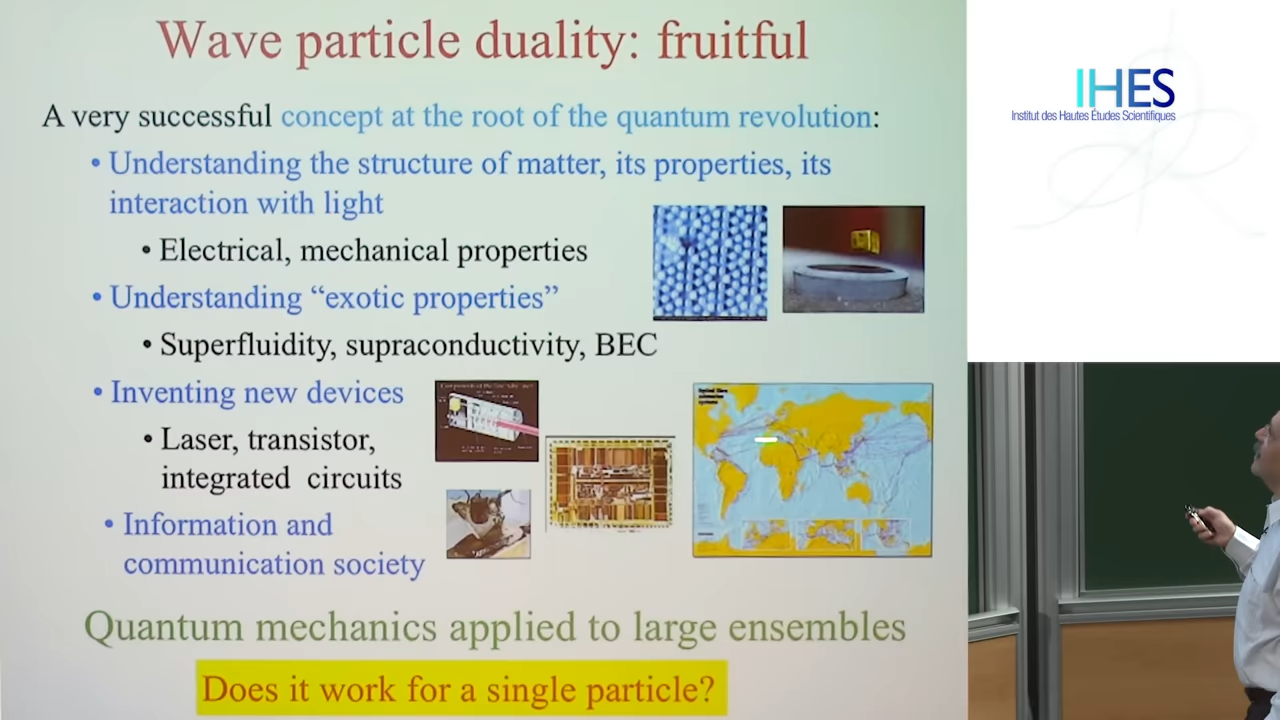 Wave particle duality: fruitful
A very successful concept at the root of the quantum revolution:
• Understanding the structure of matter, its properties, its
interaction with light
• Electrical, mechanical properties
• Understanding “exotic properties”
• Superfluidity, supraconductivity, BEC
• Inventing new devices
• Laser, transistor,
integrated circuits
• Information and
communication society
Quantum mechanics applied to large ensembles
Does it work for a single particle?
IHES
Institut des Hautes Études Scientifiques